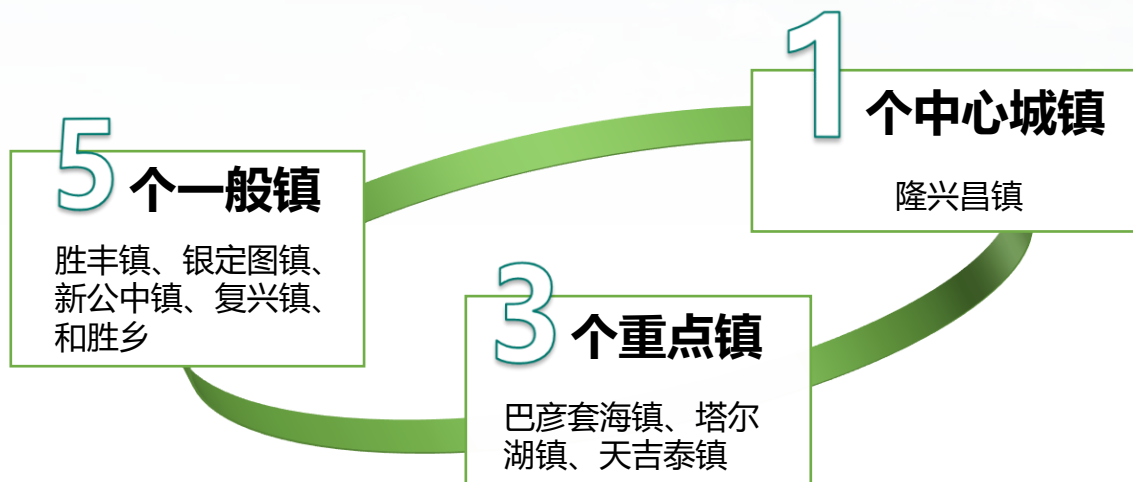 1个中心城镇
隆兴昌镇
5个一般镇
胜丰镇、银定图镇、
新公中镇、复兴镇、
和胜乡
3个重点镇
巴彦套海镇、塔尔
湖镇、天吉泰镇